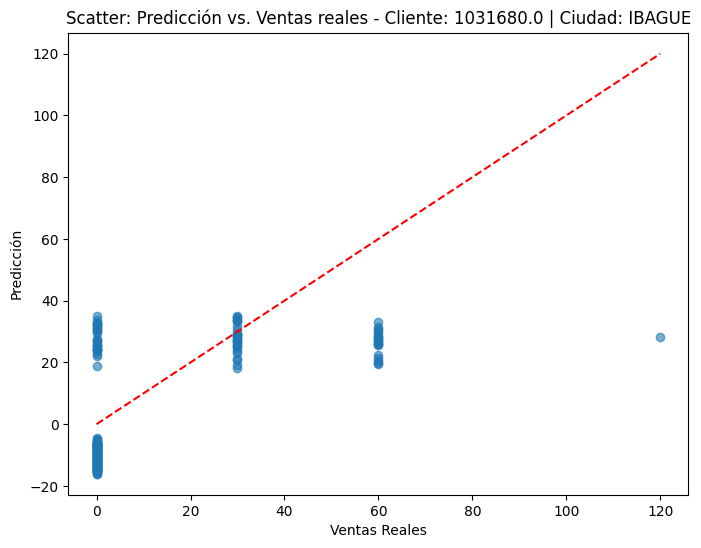 Scatter: Predicción vs. Ventas reales - Cliente: 1031680.0 | Ciudad: IBAGUE
120
100
80
60
40
20
0
−20
Predicción
0 20 40 60 80 100 120
Ventas Reales